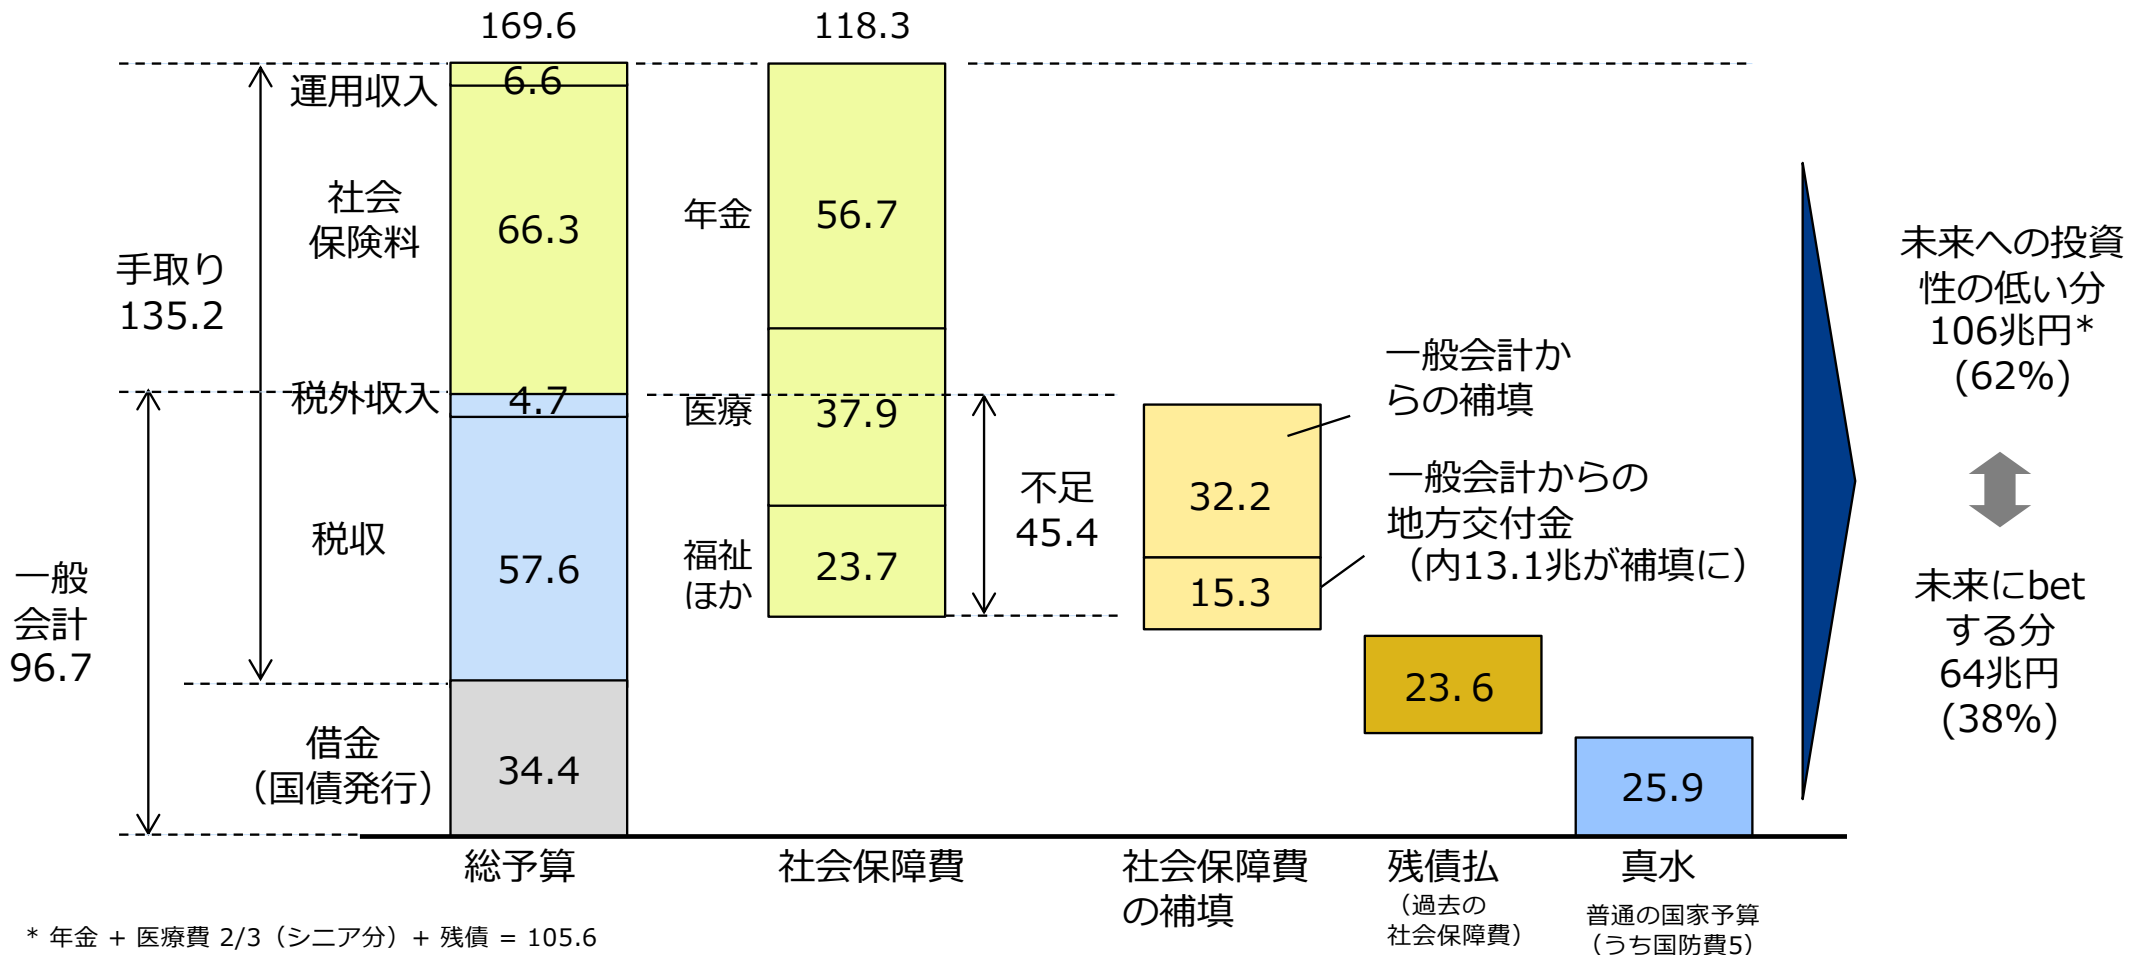 169.6
118.3
運用収入
6.6
社会
保険料
66.3
年金
56.7
手取り
135.2
税外収入
4.7
医療
37.9
税収
57.6
福祉
ほか
23.7
一般
会計
96.7
借金
（国債発行）
34.4
不足
45.4
32.2
15.3
一般会計か
らの補填
一般会計からの
地方交付金
（内13.1兆が補填に）
23.6
25.9
未来への投資
性の低い分
106兆円*
(62%)
未来にbet
する分
64兆円
(38%)
総予算
社会保障費
社会保障費
の補填
残債払
（過去の
社会保障費）
真水
普通の国家予算
（うち国防費5）
* 年金 + 医療費 2/3（シニア分）+ 残債 = 105.6